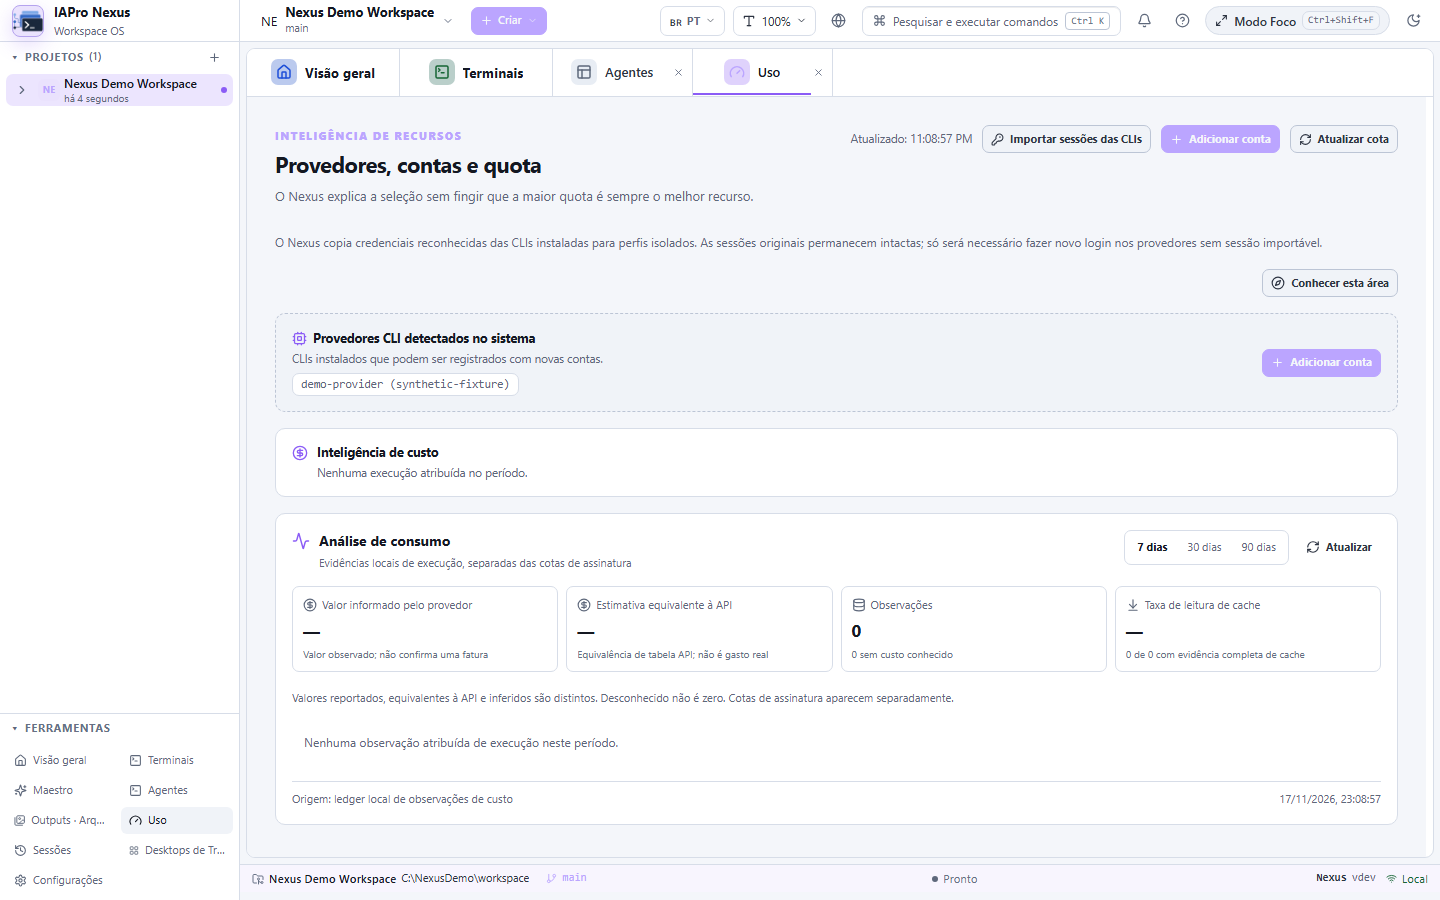 IAPro Nexus
Workspace OS
NE
Nexus Demo Workspace
main
Criar
BR PT
100%
Pesquisar e executar comandos
Ctrl K
Modo Foco
Ctrl+Shift+F
PROJETOS (1)
NE
Nexus Demo Workspace
há 4 segundos
Visão geral
Terminais
Agentes
Uso
INTELIGÊNCIA DE RECURSOS
Provedores, contas e quota
O Nexus explica a seleção sem fingir que a maior quota é sempre o melhor recurso.
Atualizado: 11:08:57 PM
Importar sessões das CLIs
Adicionar conta
Atualizar cota
O Nexus copia credenciais reconhecidas das CLIs instaladas para perfis isolados. As sessões originais permanecem intactas; só será necessário fazer novo login nos provedores sem sessão importável.
Conhecer esta área
Provedores CLI detectados no sistema
CLIs instalados que podem ser registrados com novas contas.
demo-provider (synthetic-fixture)
Adicionar conta
Inteligência de custo
Nenhuma execução atribuída no período.
Análise de consumo
Evidências locais de execução, separadas das cotas de assinatura
7 dias
30 dias
90 dias
Atualizar
Valor informado pelo provedor
—
Valor observado; não confirma uma fatura
Estimativa equivalente à API
—
Equivalência de tabela API; não é gasto real
Observações
0
0 sem custo conhecido
Taxa de leitura de cache
—
0 de 0 com evidência completa de cache
Valores reportados, equivalentes à API e inferidos são distintos. Desconhecido não é zero. Cotas de assinatura aparecem separadamente.
Nenhuma observação atribuída de execução neste período.
Origem: ledger local de observações de custo
17/11/2026, 23:08:57
FERRAMENTAS
Visão geral
Terminais
Maestro
Agentes
Outputs · Arq...
Uso
Sessões
Desktops de Tr...
Configurações
Nexus Demo Workspace
C:\NexusDemo\workspace
main
Pronto
Nexus vdev
Local